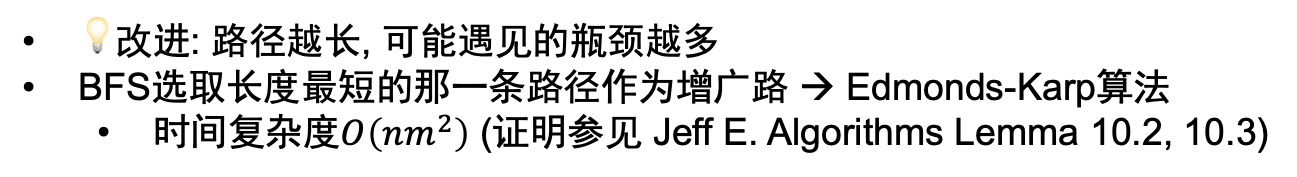 • 💡改进: 路径越长, 可能遇见的瓶颈越多
• BFS选取长度最短的那一条路径作为增广路 → Edmonds-Karp算法
• 时间复杂度𝑂(𝑛𝑚²) (证明参见 Jeff E. Algorithms Lemma 10.2, 10.3)